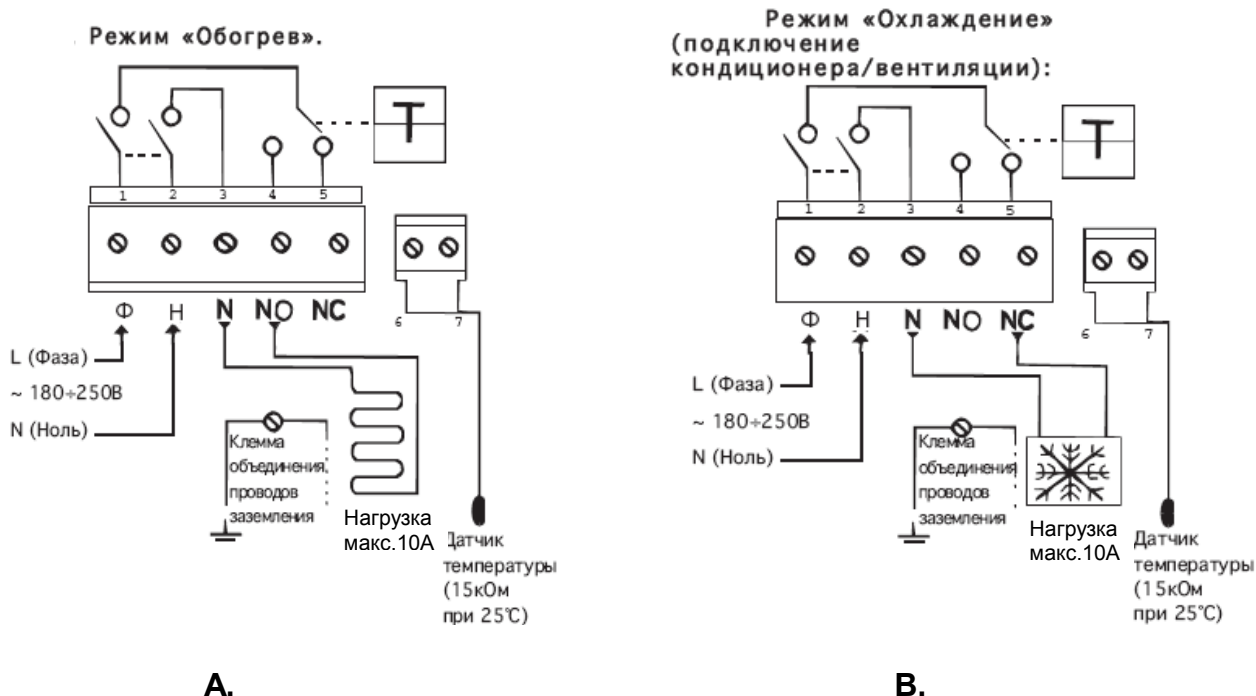 Режим «Обогрев».
T
1 2 3 4 5
Ф Н N NO NC
6 7
L (Фаза)
~ 180÷250В
N (Ноль)
Клемма
объединения
проводов
заземления
Нагрузка
макс.10А
Датчик
температуры
(15кОм
при 25℃)
A.
Режим «Охлаждение»
(подключение
кондиционера/вентиляции):
T
1 2 3 4 5
Ф Н N NO NC
6 7
L (Фаза)
~ 180÷250В
N (Ноль)
Клемма
объединения
проводов
заземления
Нагрузка
макс.10А
Датчик
температуры
(15кОм
при 25℃)
B.